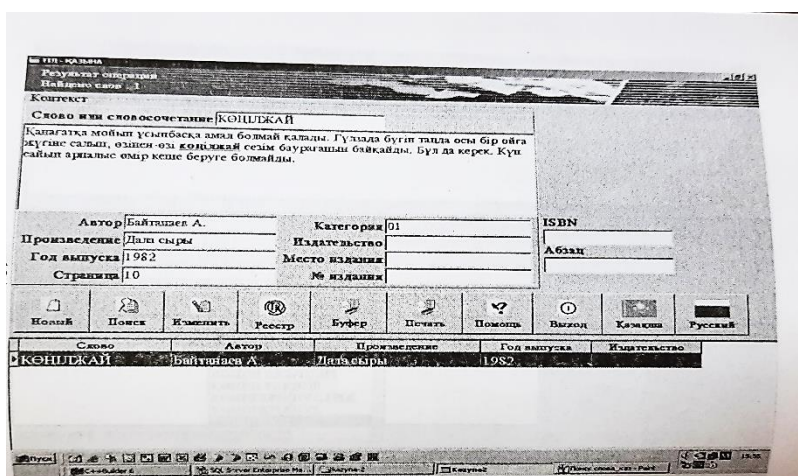 ТІЛ - ҚАЗЫНА
Результат операции
Найдено слов : 1
Контекст
Слово или словосочетание КӨҢІЛЖАЙ
Қанағатқа мойын ұсынбасқа амал болмай қалады. Гүлзада бүгін таңда осы бір ойға
жүгіне салып, өзінен-өзі көңілжай сезім баурағанын байқайды. Бұл да керек. Күн
сайын арпалыс өмір кеше беруге болмайды.
Автор Байтанаев А. Категория 01 ISBN
Произведение Дала сыры Издательство
Год выпуска 1982 Место издания Абзац
Страница 10 № издания
Новый Поиск Изменить Реестр Буфер Печать Помощь Выход Қазақша Русский
Слово Автор Произведение Год выпуска Издательство
КӨҢІЛЖАЙ Байтанаев А. Дала сыры 1982
Пуск
C++Builder 6 SQL Server Enterprise Ma... Kazyna-2 Kazyna2